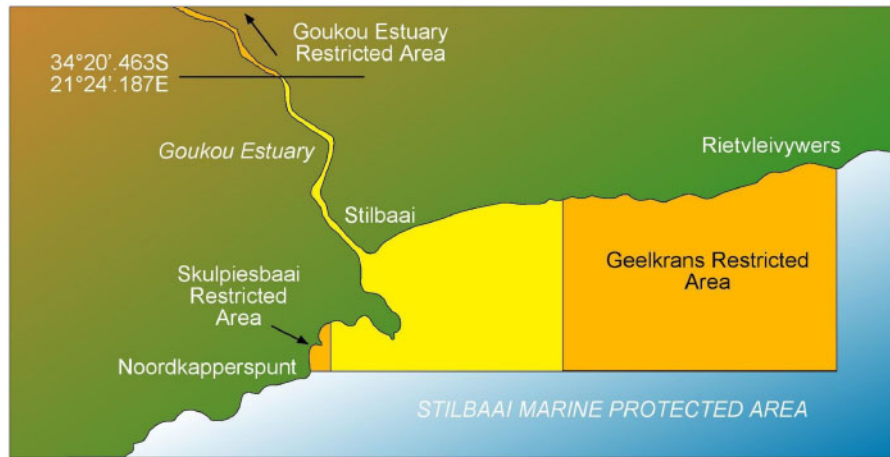 Goukou Estuary
Restricted Area
34°20'.463S
21°24'.187E
Goukou Estuary
Rietvleivywers
Stilbaai
Skulpiesbaai
Restricted
Area
Geelkrans Restricted
Area
Noordkapperspunt
STILBAAI MARINE PROTECTED AREA